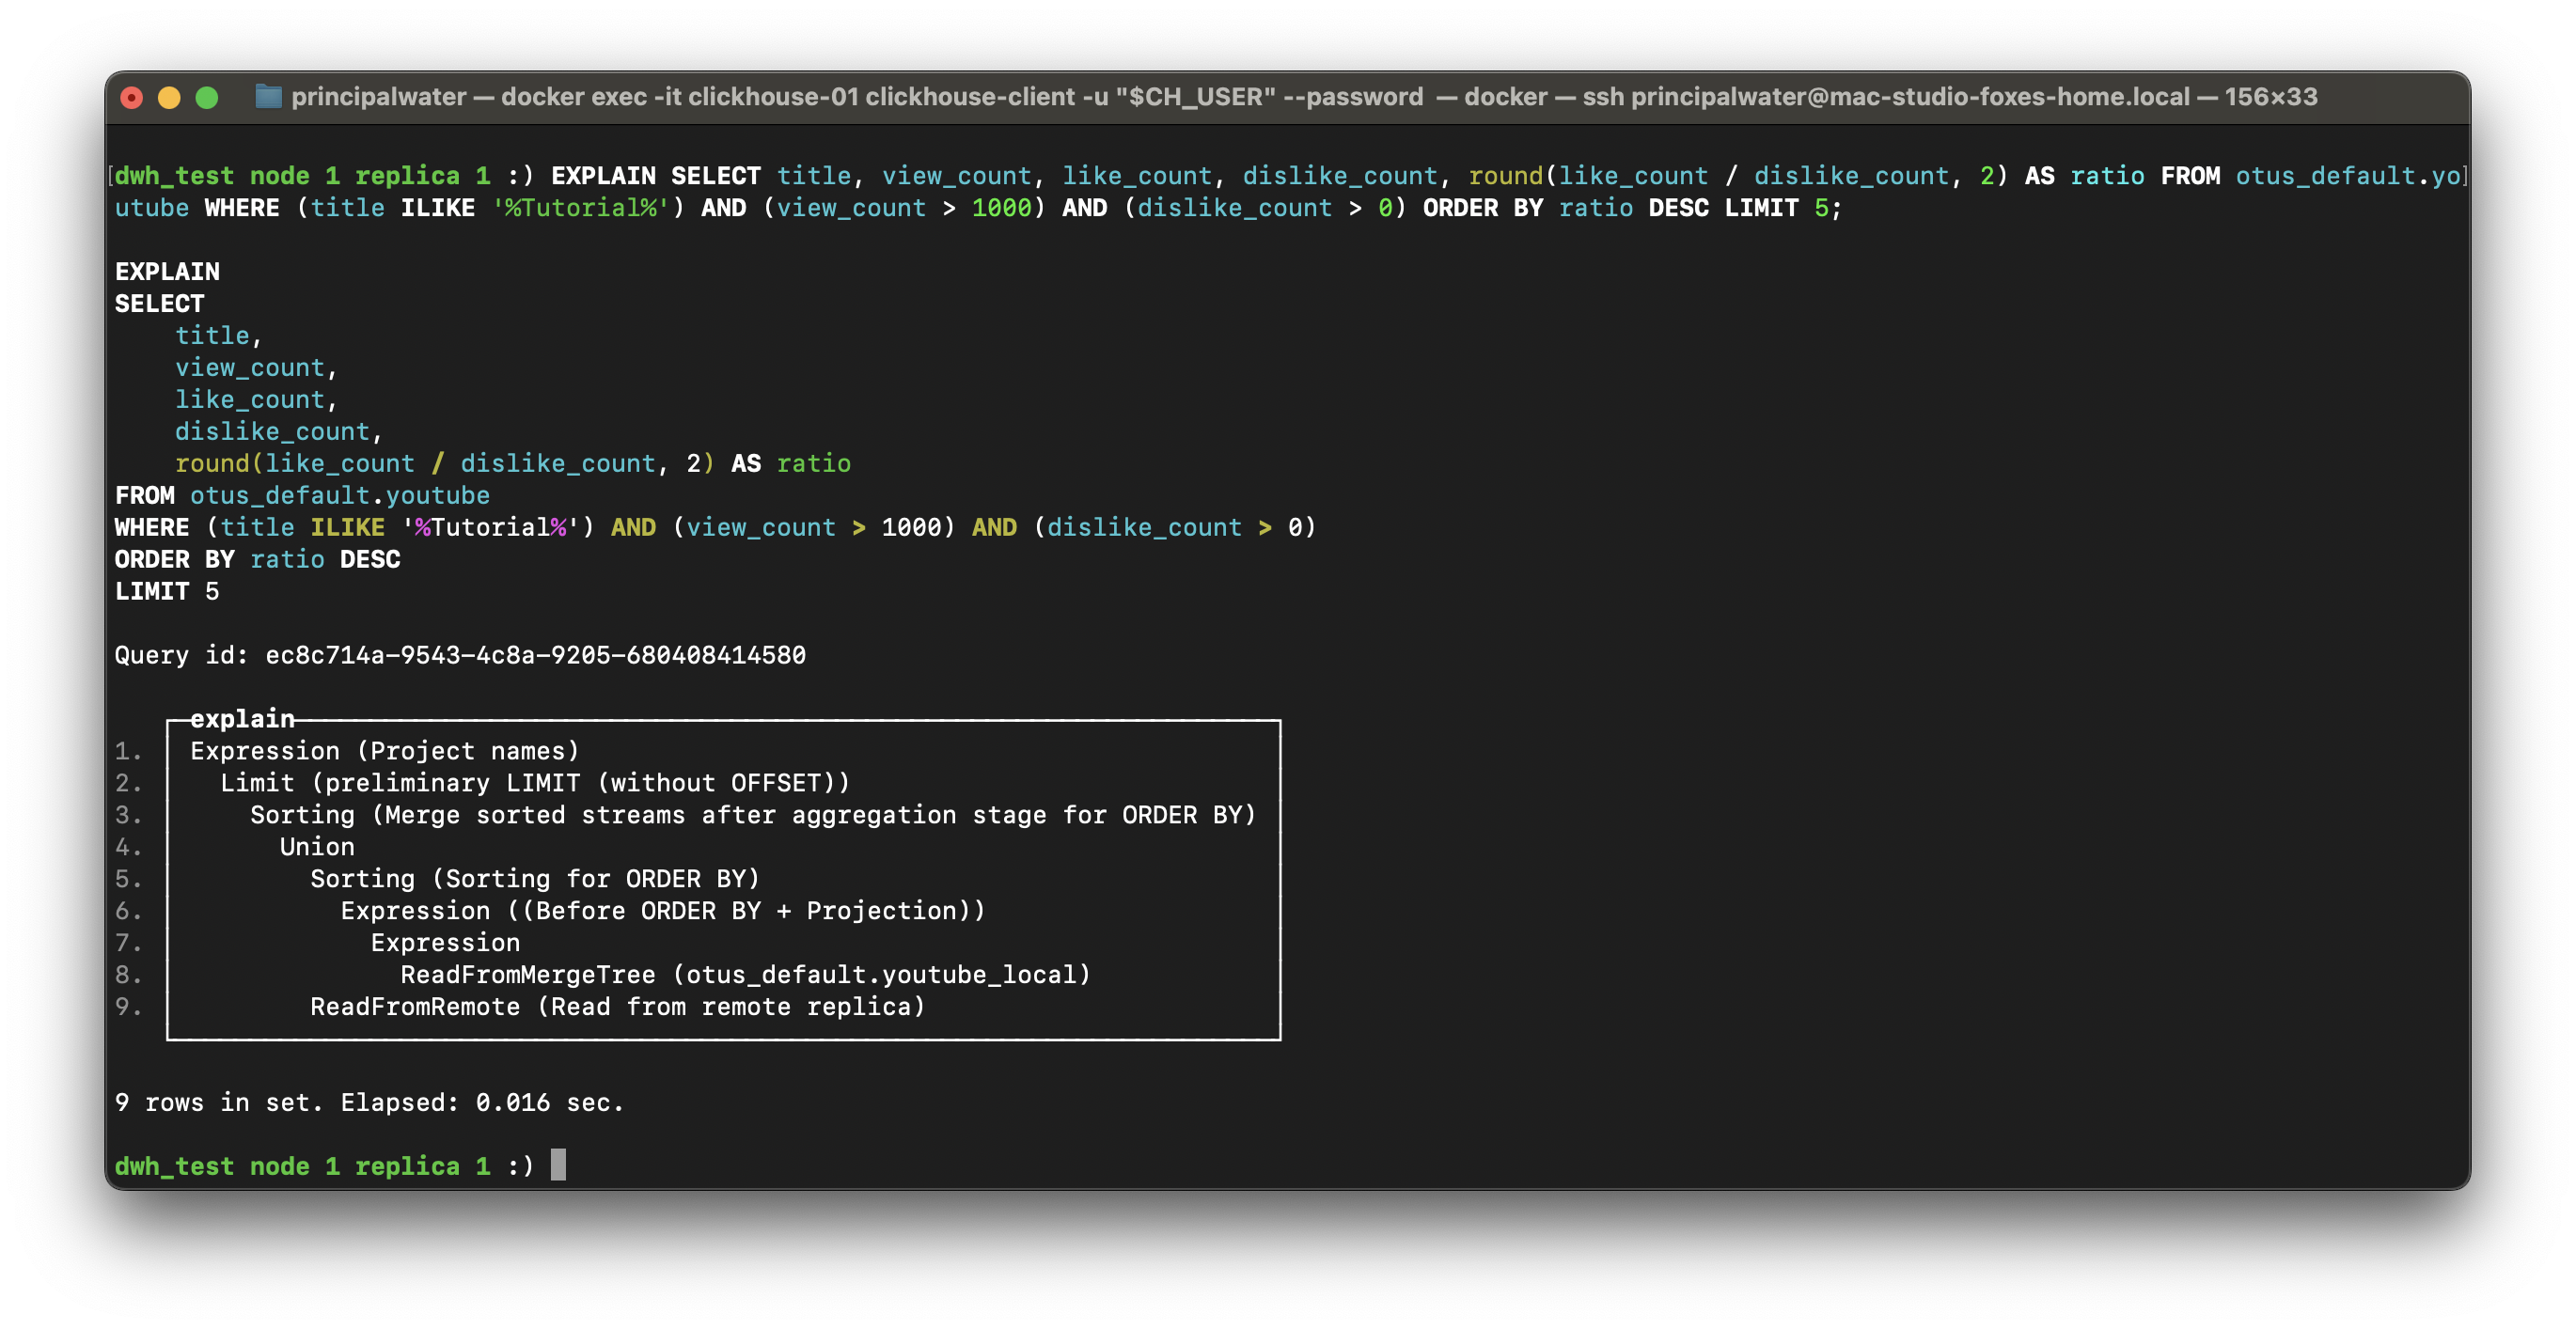 principalwater — docker exec -it clickhouse-01 clickhouse-client -u "$CH_USER" --password — docker — ssh principalwater@mac-studio-foxes-home.local — 156×33
[dwh_test node 1 replica 1 :) EXPLAIN SELECT title, view_count, like_count, dislike_count, round(like_count / dislike_count, 2) AS ratio FROM otus_default.yo]
utube WHERE (title ILIKE '%Tutorial%') AND (view_count > 1000) AND (dislike_count > 0) ORDER BY ratio DESC LIMIT 5;
EXPLAIN
SELECT
    title,
    view_count,
    like_count,
    dislike_count,
    round(like_count / dislike_count, 2) AS ratio
FROM otus_default.youtube
WHERE (title ILIKE '%Tutorial%') AND (view_count > 1000) AND (dislike_count > 0)
ORDER BY ratio DESC
LIMIT 5
Query id: ec8c714a-9543-4c8a-9205-680408414580
explain
1. Expression (Project names)
2. Limit (preliminary LIMIT (without OFFSET))
3. Sorting (Merge sorted streams after aggregation stage for ORDER BY)
4. Union
5. Sorting (Sorting for ORDER BY)
6. Expression ((Before ORDER BY + Projection))
7. Expression
8. ReadFromMergeTree (otus_default.youtube_local)
9. ReadFromRemote (Read from remote replica)
9 rows in set. Elapsed: 0.016 sec.
dwh_test node 1 replica 1 :)